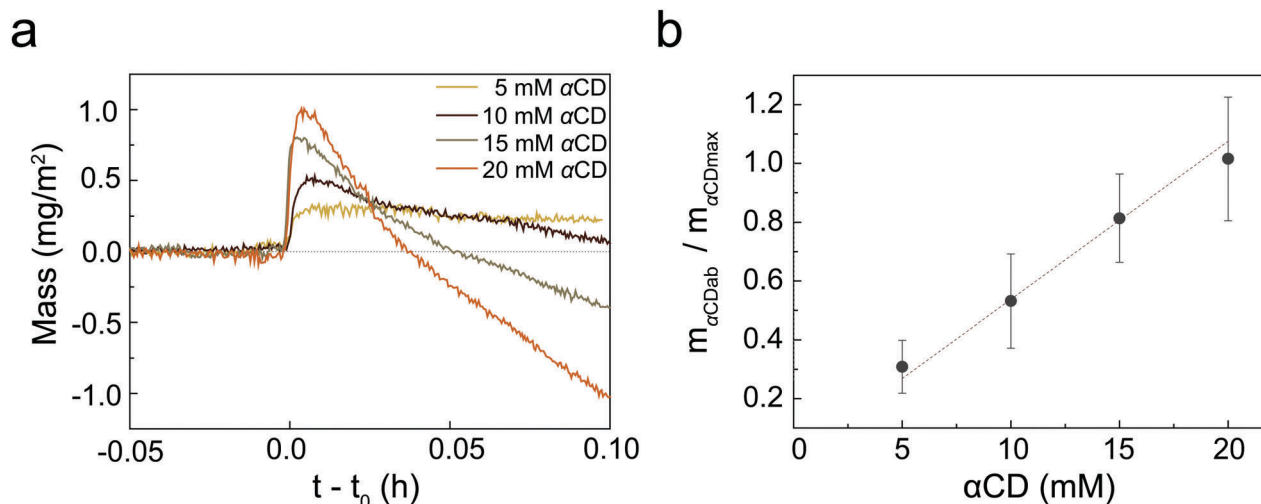 a
5 mM αCD
10 mM αCD
15 mM αCD
20 mM αCD
1.0
0.5
0.0
-0.5
-1.0
Mass (mg/m²)
-0.05
0.0
0.05
0.10
t - t₀ (h)
b
1.2
1.0
0.8
0.6
0.4
0.2
m αCDab / m αCDmax
0
5
10
15
20
αCD (mM)